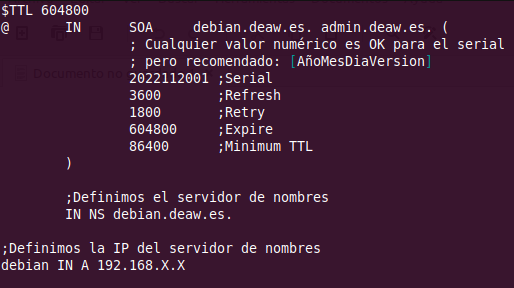 $TTL 604800
@ IN SOA debian.deaw.es. admin.deaw.es. (
; Cualquier valor numérico es OK para el serial
; pero recomendado: [AñoMesDiaVersion]
2022112001 ;Serial
3600 ;Refresh
1800 ;Retry
604800 ;Expire
86400 ;Minimum TTL
)
;Definimos el servidor de nombres
IN NS debian.deaw.es.
;Definimos la IP del servidor de nombres
debian IN A 192.168.X.X